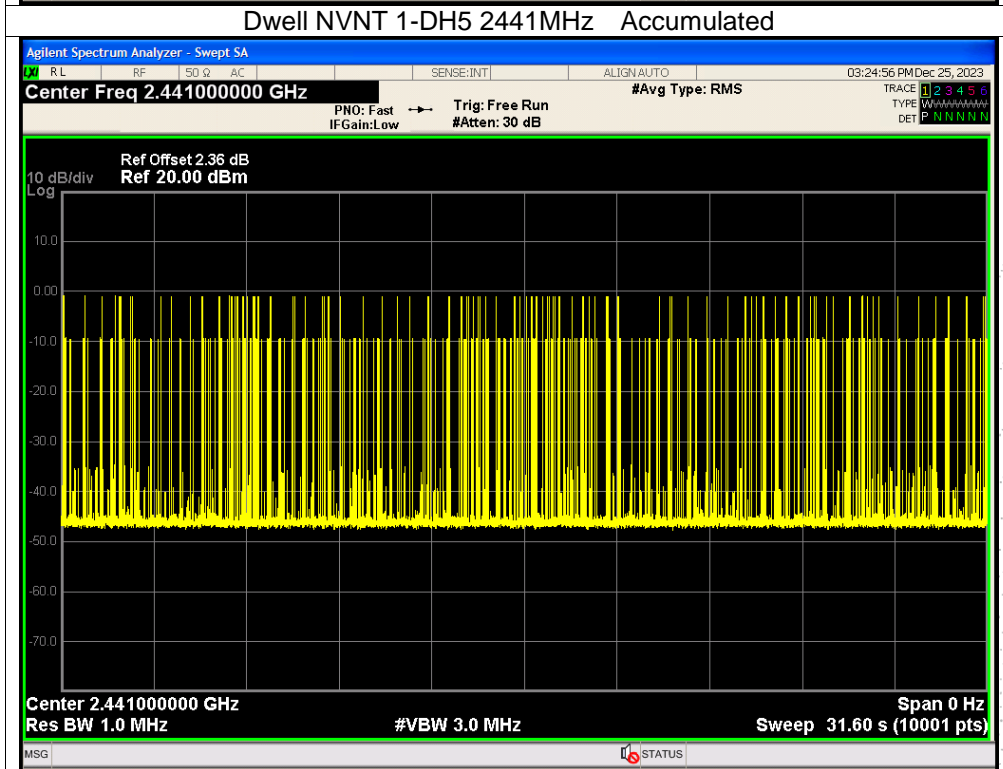 Dwell NVNT 1-DH5 2441MHz Accumulated
Agilent Spectrum Analyzer - Swept SA
LXI RL RF 50 Ω AC SENSE:INT ALIGN AUTO 03:24:56 PM Dec 25, 2023
Center Freq 2.441000000 GHz #Avg Type: RMS TRACE 1 2 3 4 5 6
PNO: Fast Trig: Free Run TYPE W
IFGain:Low #Atten: 30 dB DET P N N N N N
Ref Offset 2.36 dB
10 dB/div Ref 20.00 dBm
Log
10.0
0.00
-10.0
-20.0
-30.0
-40.0
-50.0
-60.0
-70.0
Center 2.441000000 GHz Span 0 Hz
Res BW 1.0 MHz #VBW 3.0 MHz Sweep 31.60 s (10001 pts)
MSG STATUS